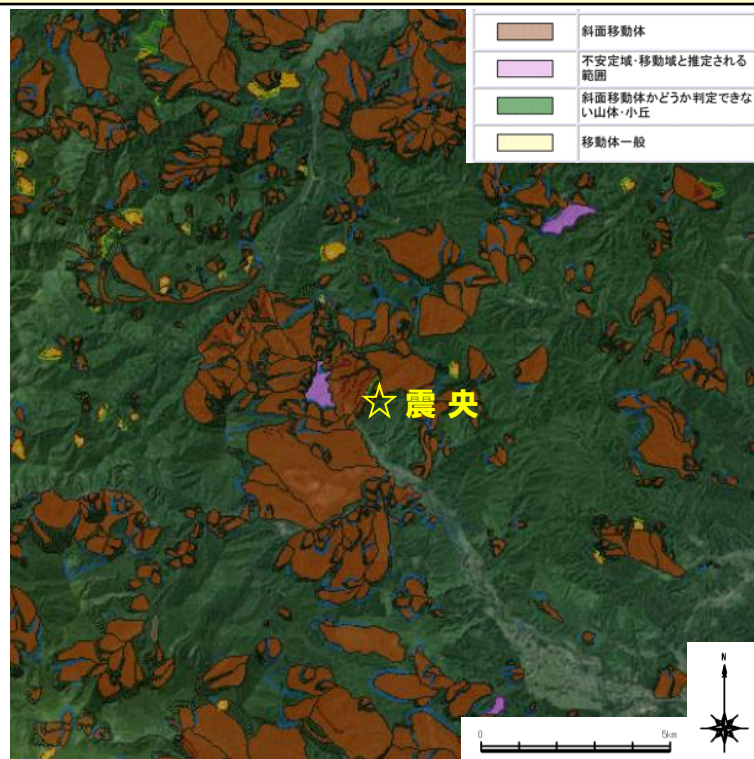 斜面移動体
不安定域・移動域と推定される
範囲
斜面移動体かどうか判定できな
い山体・小丘
移動体一般
☆震央
N
0
5km